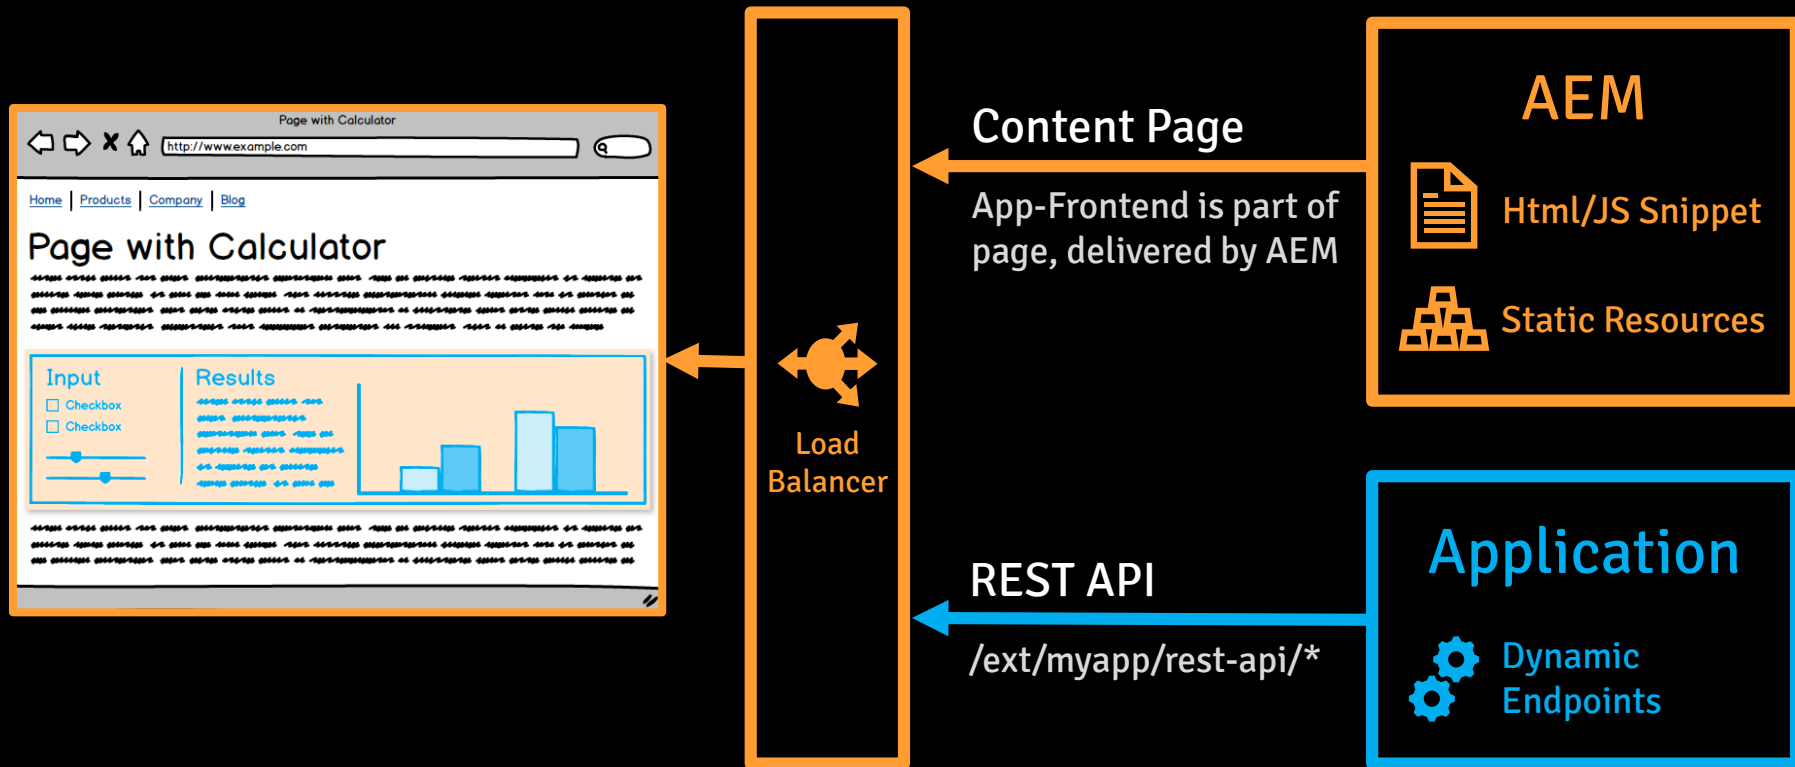 Page with Calculator
http://www.example.com
Home | Products | Company | Blog
Page with Calculator
Input
Checkbox
Checkbox
Results
Load
Balancer
Content Page
App-Frontend is part of
page, delivered by AEM
REST API
/ext/myapp/rest-api/*
AEM
Html/JS Snippet
Static Resources
Application
Dynamic
Endpoints